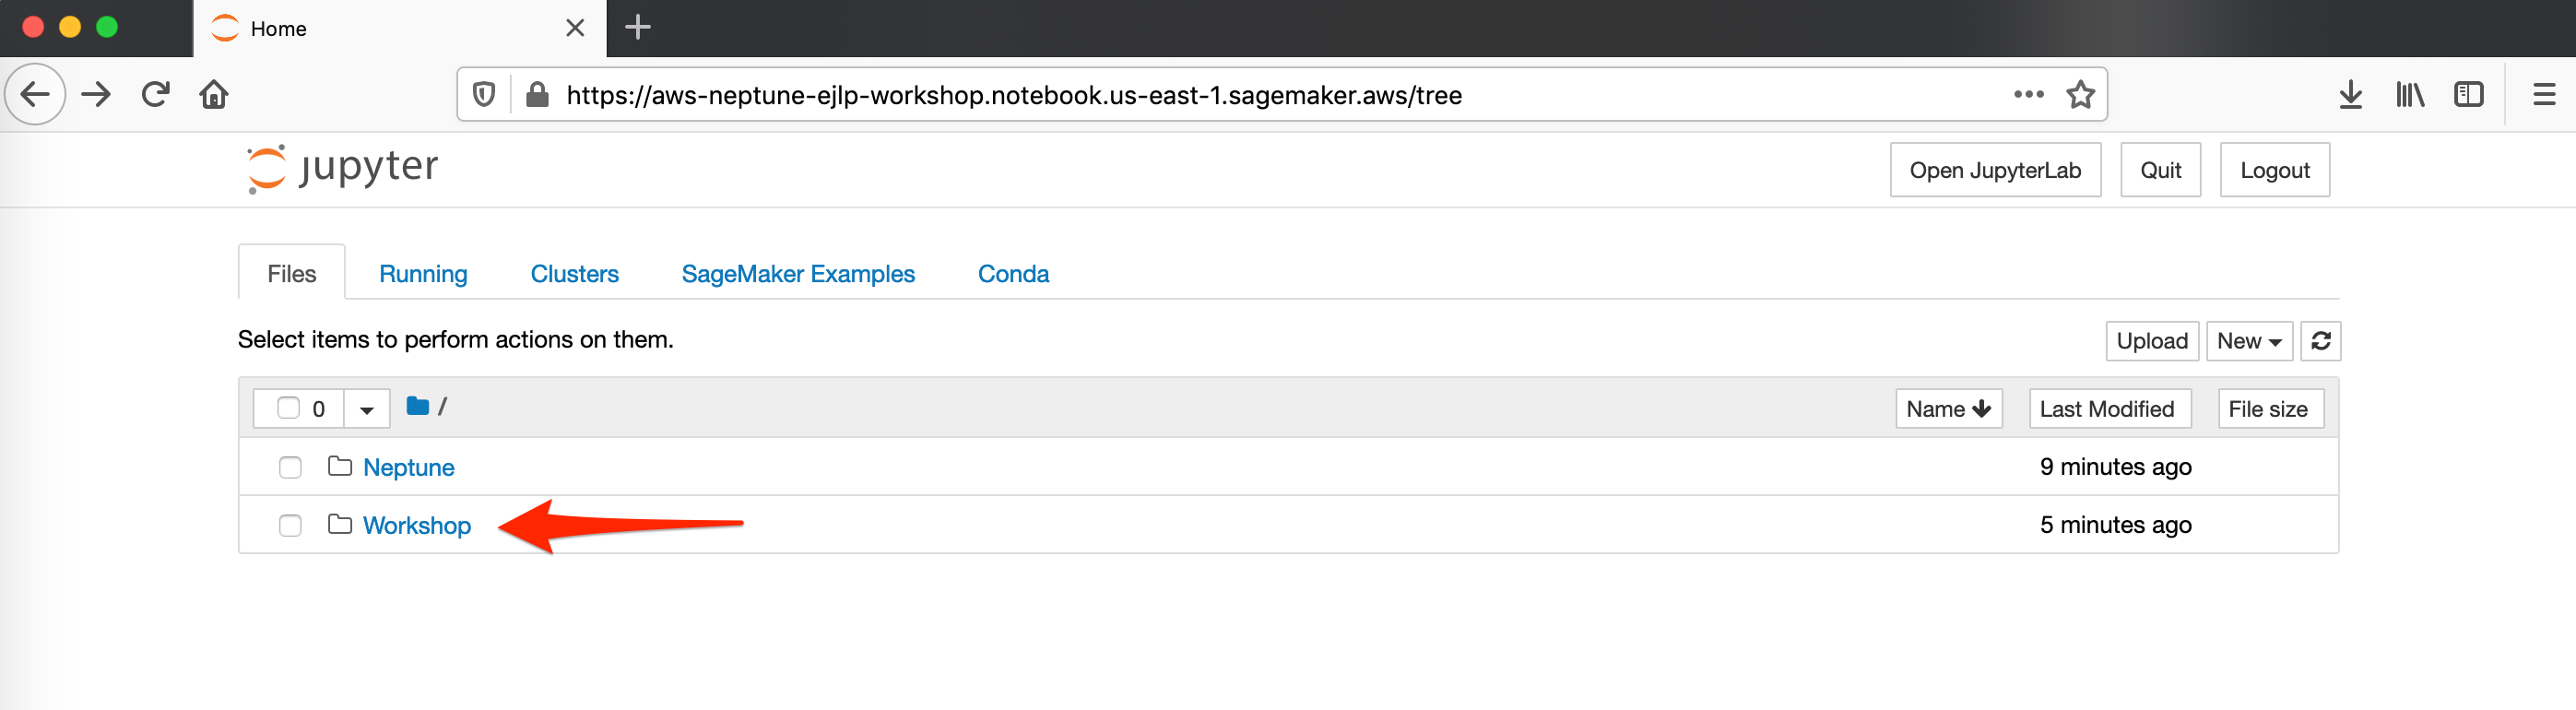 Home
https://aws-neptune-ejlp-workshop.notebook.us-east-1.sagemaker.aws/tree
jupyter
Open JupyterLab Quit Logout
Files Running Clusters SageMaker Examples Conda
Select items to perform actions on them.
Upload New
0 / Name Last Modified File size
Neptune 9 minutes ago
Workshop 5 minutes ago